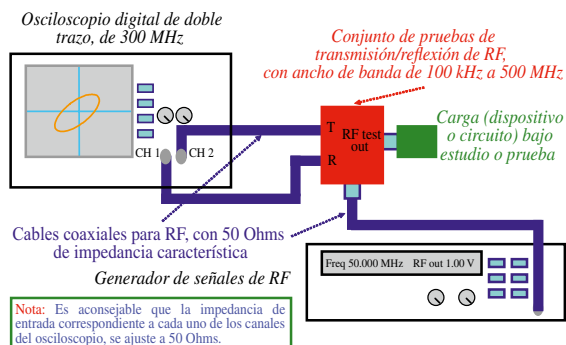 Osciloscopio digital de doble
trazo, de 300 MHz
Conjunto de pruebas de
transmisión/reflexión de RF,
con ancho de banda de 100 kHz a 500 MHz
CH 1
CH 2
T
R
RF test
out
Carga (dispositivo
o circuito) bajo
estudio o prueba
Cables coaxiales para RF, con 50 Ohms
de impedancia característica
Generador de señales de RF
Freq 50.000 MHz RF out 1.00 V
Nota: Es aconsejable que la impedancia de
entrada correspondiente a cada uno de los canales
del osciloscopio, se ajuste a 50 Ohms.